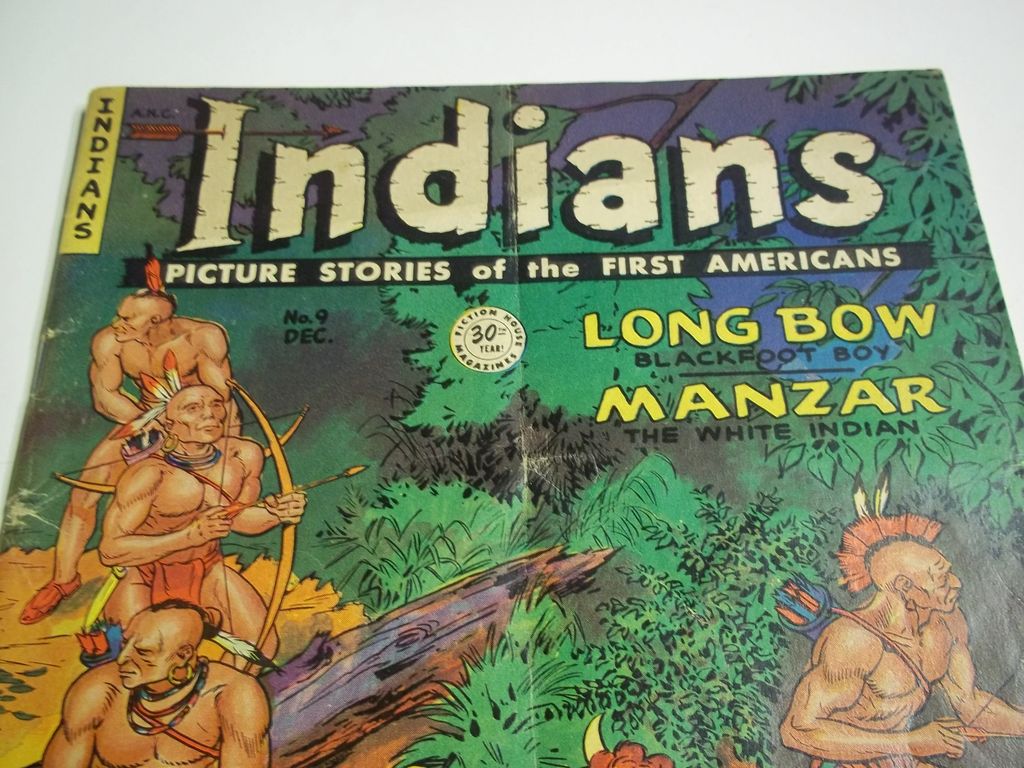 INDIANS
A.N.C.
Indians
PICTURE STORIES of the FIRST AMERICANS
No. 9
DEC.
FICTION HOUSE
30TH
YEAR!
MAGAZINES
LONG BOW
BLACKFOOT BOY
MANZAR
THE WHITE INDIAN